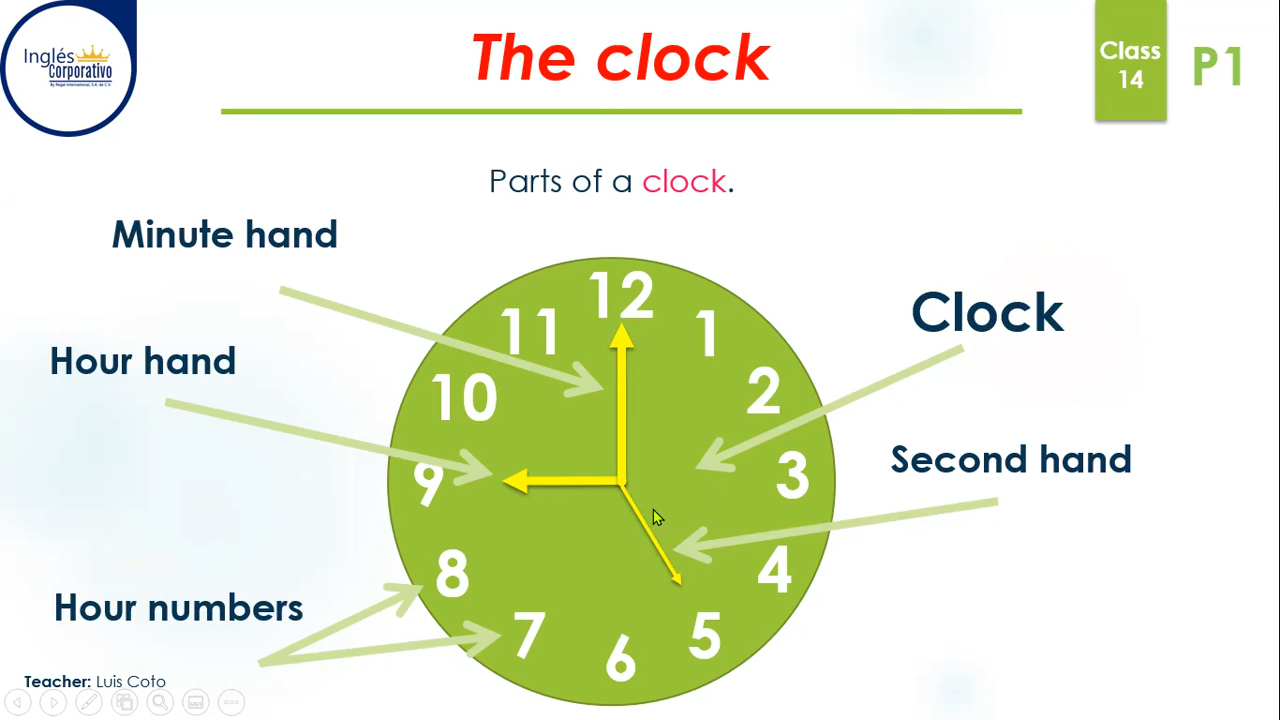 Inglés
Corporativo
By Regal International, S.A. de C.V.
The clock
Class
14
P1
Parts of a clock.
Minute hand
Hour hand
Clock
Second hand
Hour numbers
12
1
2
3
4
5
6
7
8
9
10
11
Teacher: Luis Coto